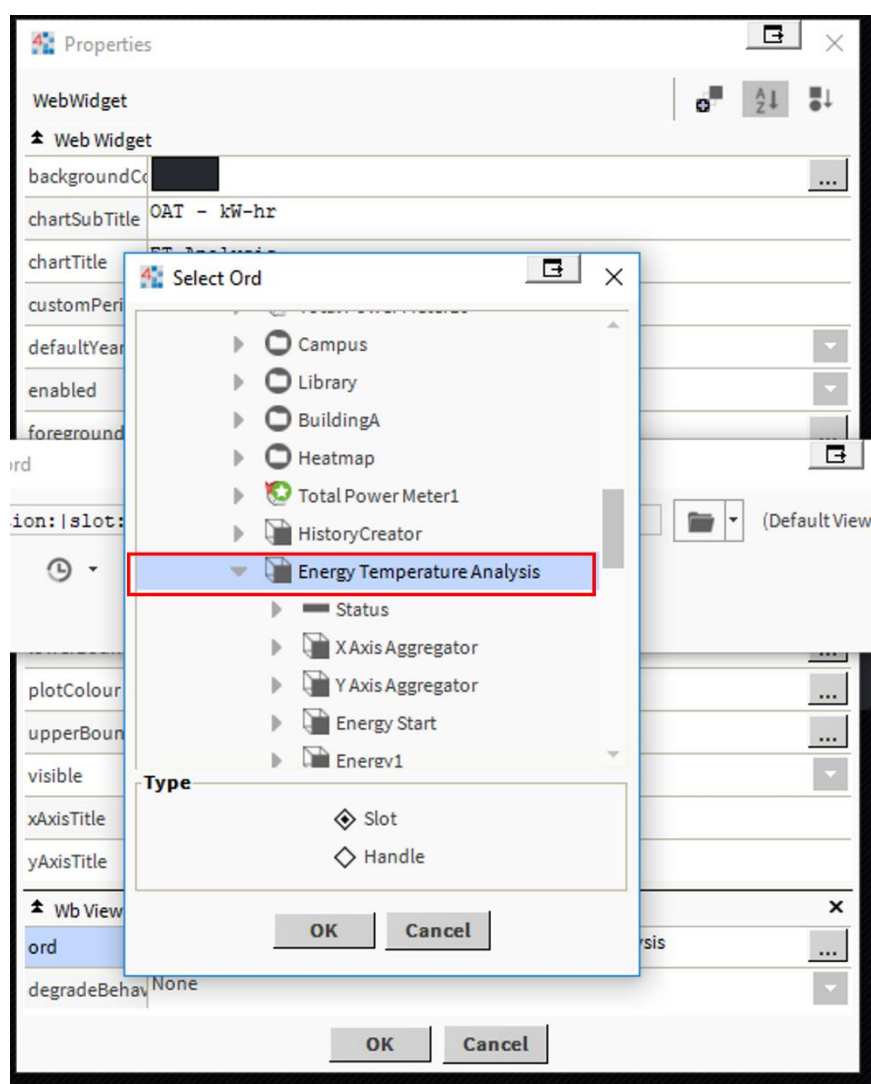 Properties
WebWidget
Web Widget
backgroundCo
chartSubTitle OAT - kW-hr
chartTitle
Select Ord
customPeri
defaultYear
enabled
foreground
Campus
Library
BuildingA
Heatmap
Total Power Meter1
HistoryCreator
Energy Temperature Analysis
Status
X Axis Aggregator
Y Axis Aggregator
Energy Start
Energy1
ord
ion:|slot:
(Default View
plotColour
upperBoun
visible
xAxisTitle
yAxisTitle
Type
Slot
Handle
OK Cancel
Wb View
ord ysis
degradeBehav None
OK Cancel